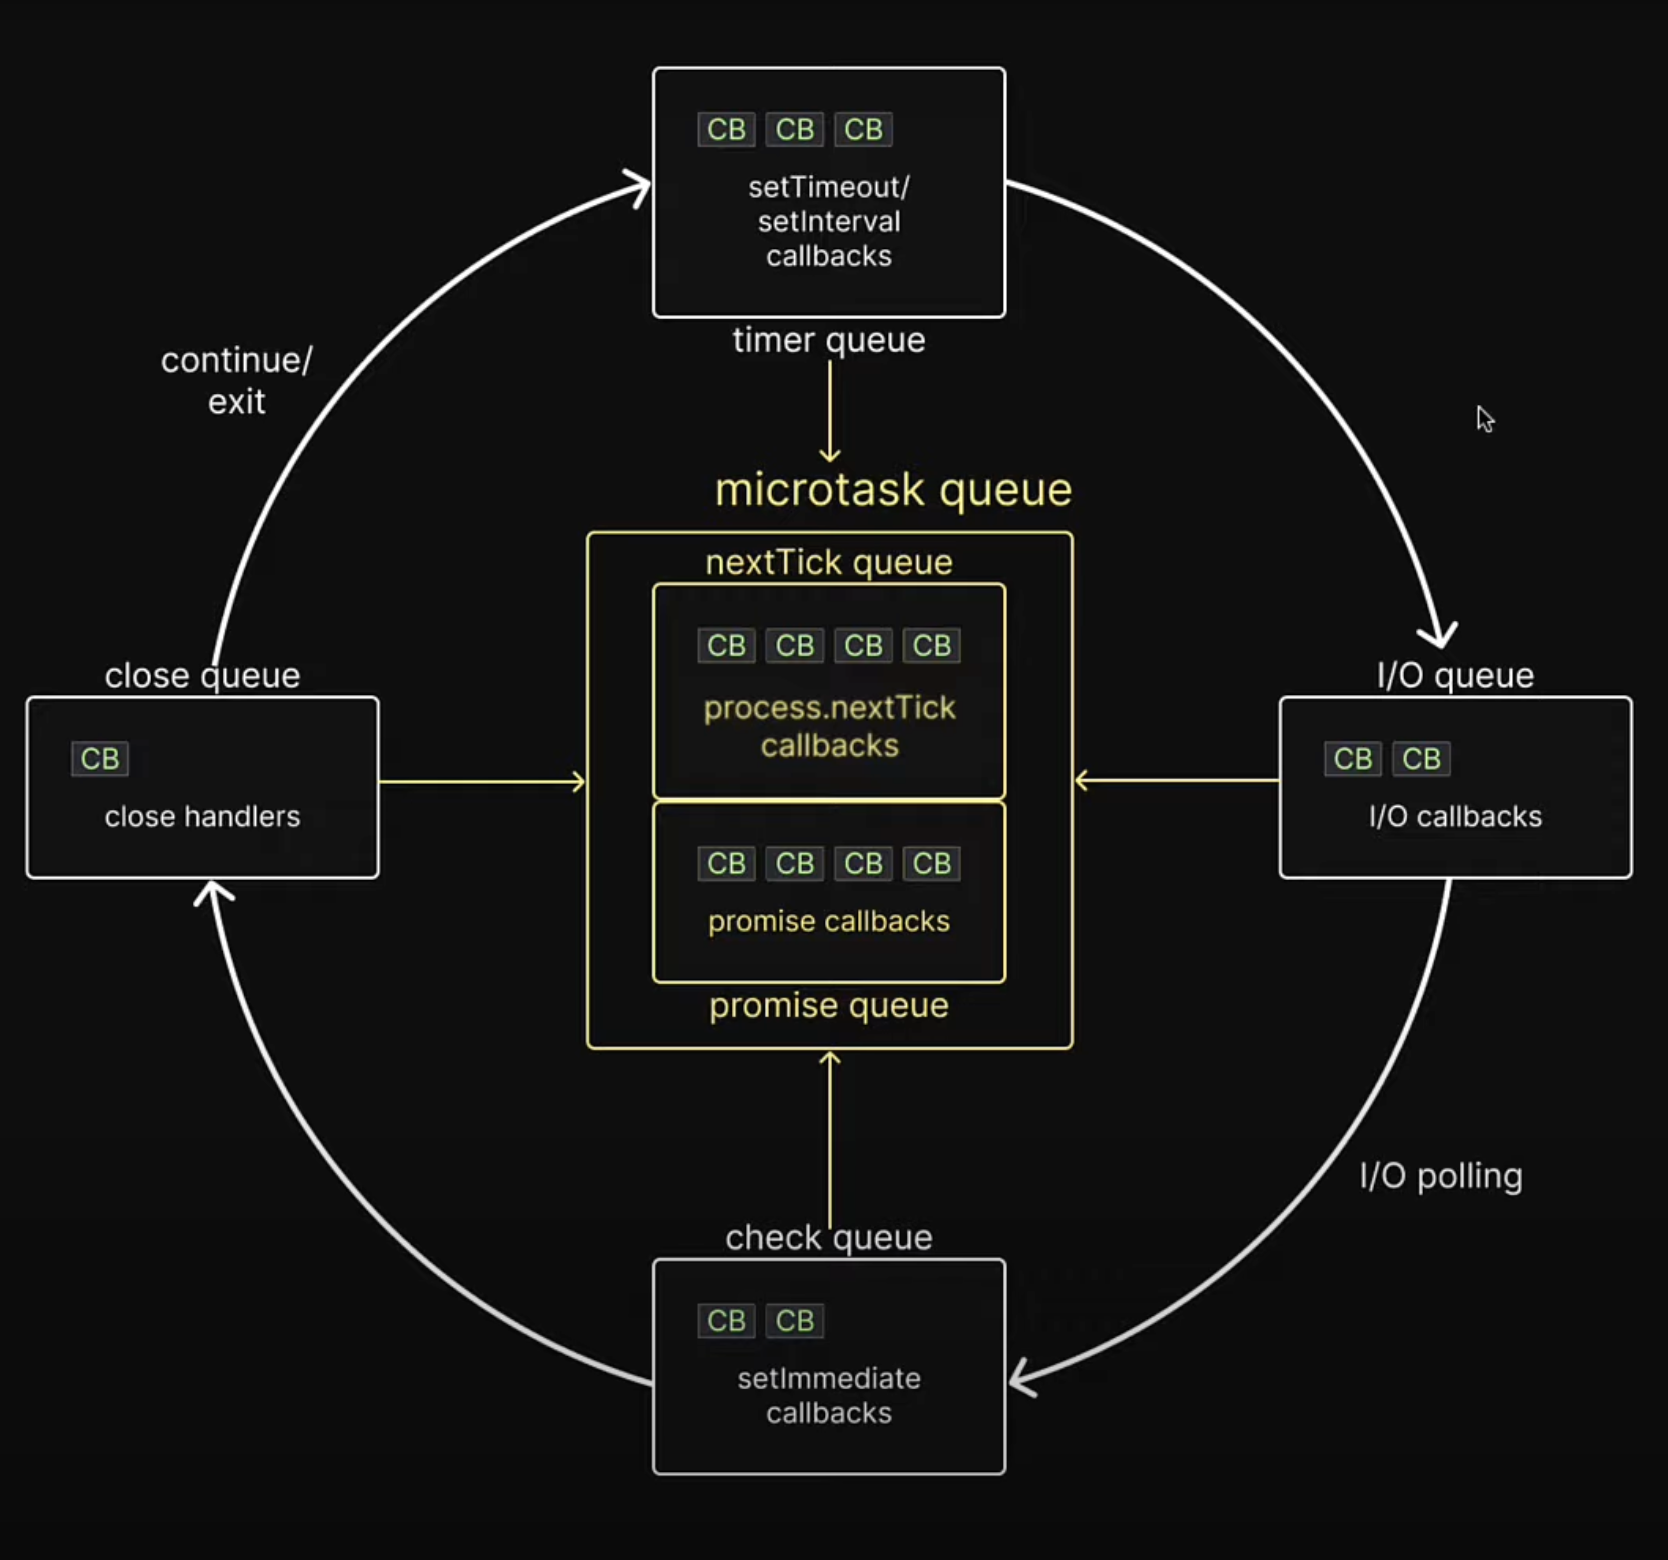 CB CB CB
setTimeout/
setInterval
callbacks
timer queue
continue/
exit
microtask queue
nextTick queue
CB CB CB CB
process.nextTick
callbacks
CB CB CB CB
promise callbacks
promise queue
close queue
CB
close handlers
I/O queue
CB CB
I/O callbacks
I/O polling
check queue
CB CB
setImmediate
callbacks